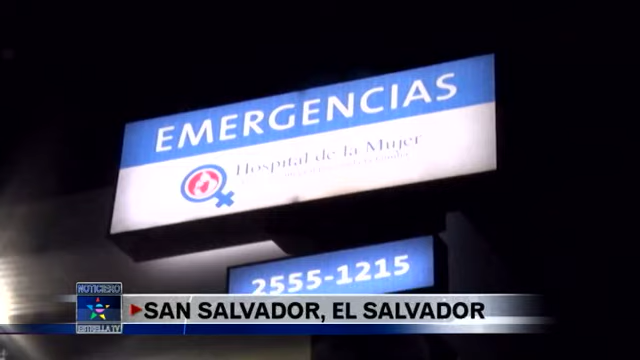 EMERGENCIAS
Hospital de la Mujer
2555-1215
NOTICIERO
ESTRELLA TV
SAN SALVADOR, EL SALVADOR